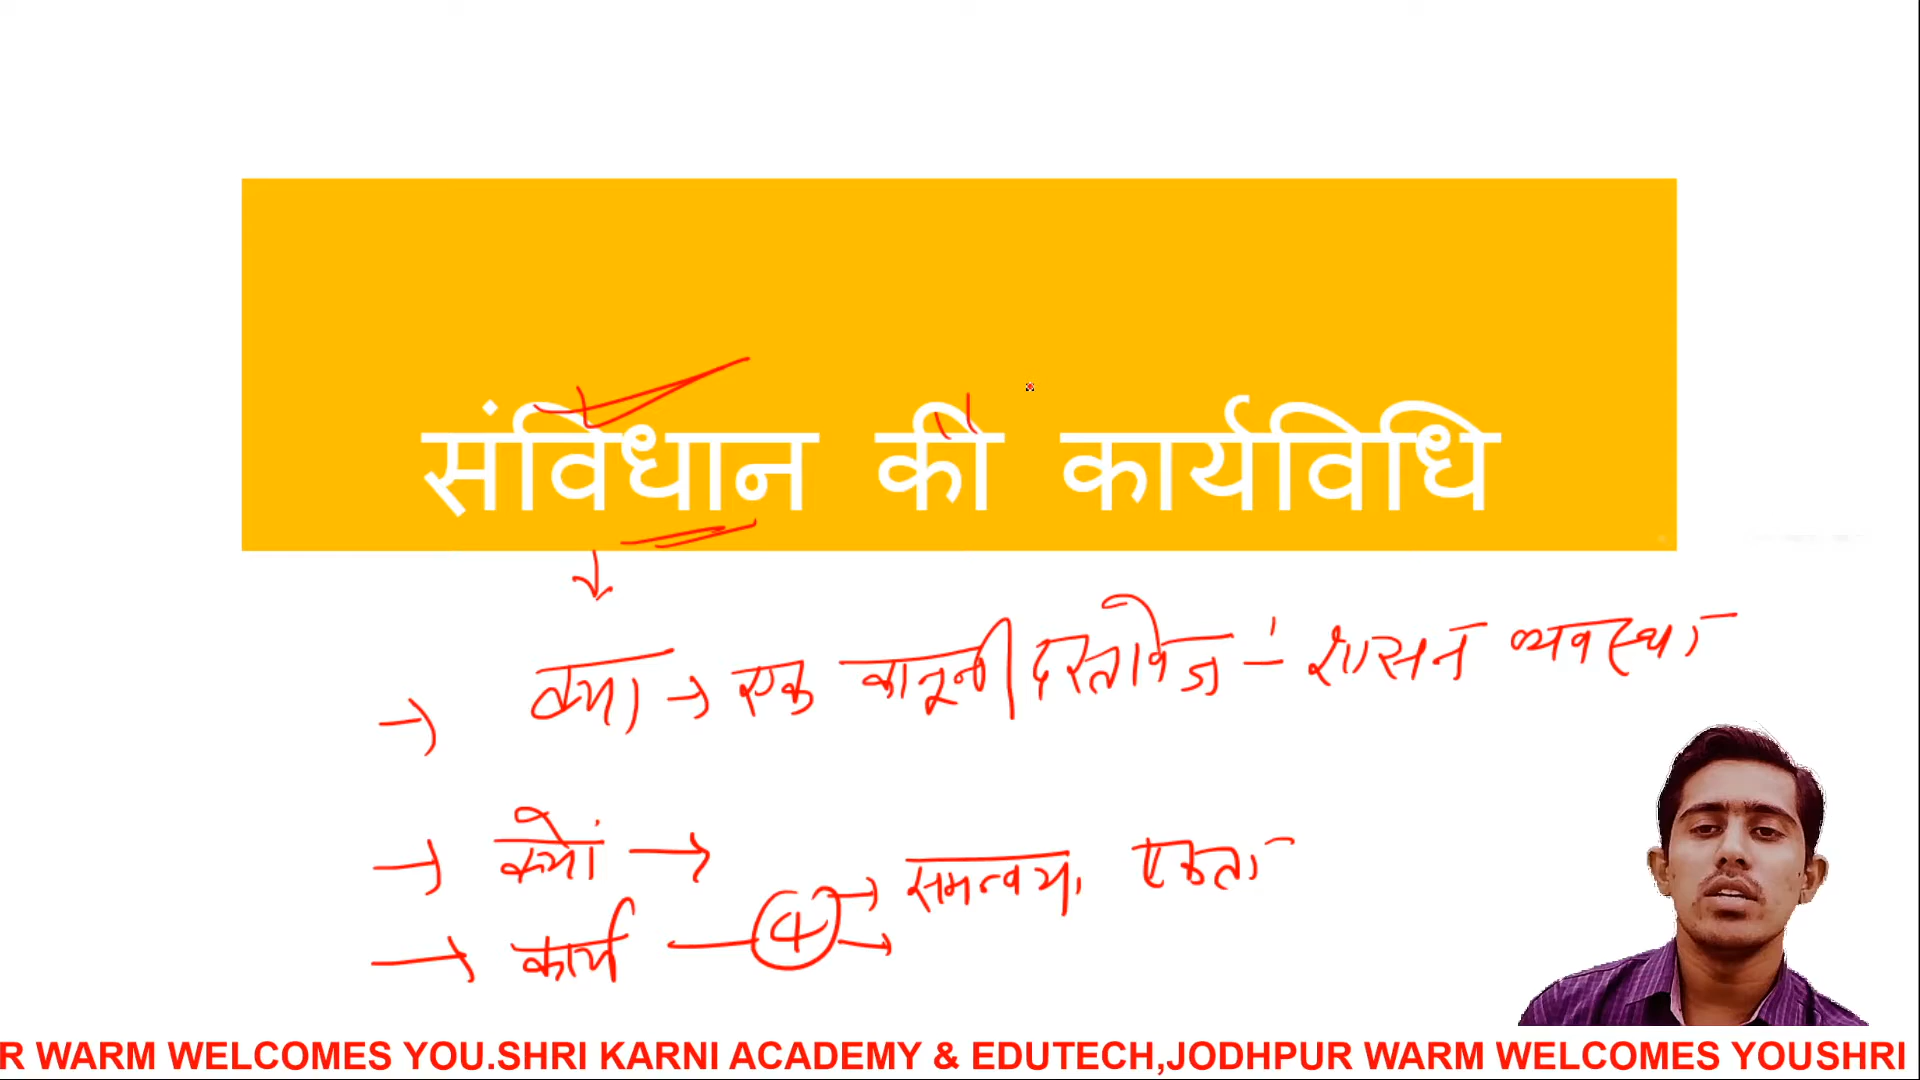 संविधान की कार्यविधि
→ क्या → एक कानूनी दस्तावेज :- शासन व्यवस्था
→ क्यों →
→ समन्वय, एकता
→ कार्य — 4 →
R WARM WELCOMES YOU.SHRI KARNI ACADEMY & EDUTECH,JODHPUR WARM WELCOMES YOUSHRI